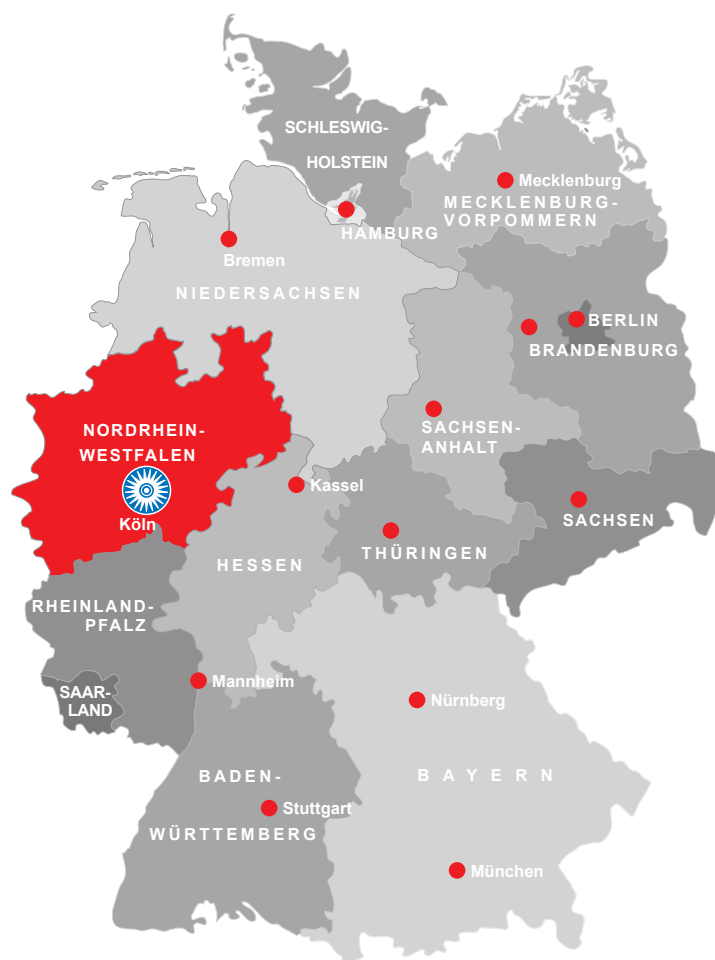 SCHLESWIG-
HOLSTEIN
Mecklenburg
MECKLENBURG-
VORPOMMERN
HAMBURG
Bremen
NIEDERSACHSEN
BERLIN
BRANDENBURG
NORDRHEIN-
WESTFALEN
Köln
SACHSEN-
ANHALT
Kassel
SACHSEN
THÜRINGEN
HESSEN
RHEINLAND-
PFALZ
SAAR-
LAND
Mannheim
Nürnberg
BADEN-
WÜRTTEMBERG
Stuttgart
BAYERN
München